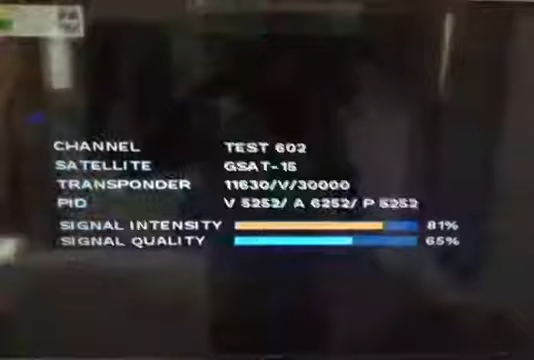 CHANNEL TEST 602
SATELLITE GSAT-15
TRANSPONDER 11630/V/30000
PID V 5252/ A 6252/ P 5252
SIGNAL INTENSITY 81%
SIGNAL QUALITY 65%